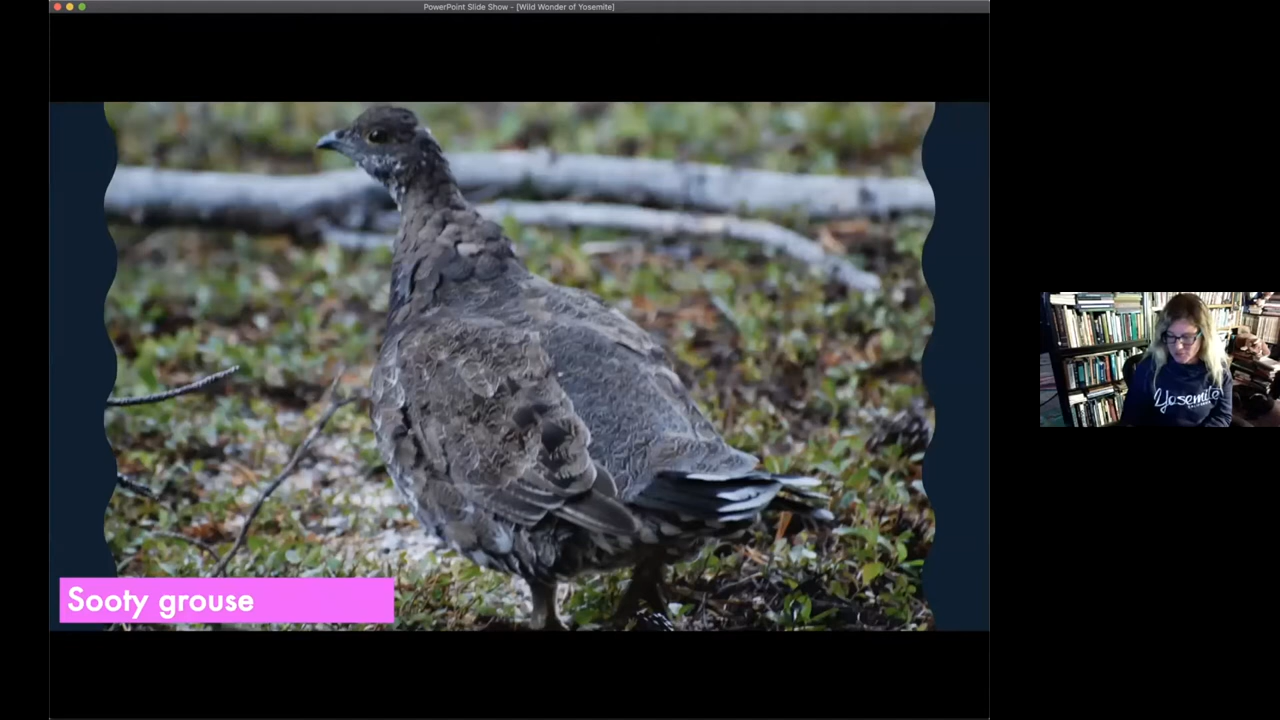 PowerPoint Slide Show - [Wild Wonder of Yosemite]
Sooty grouse
Yosemite